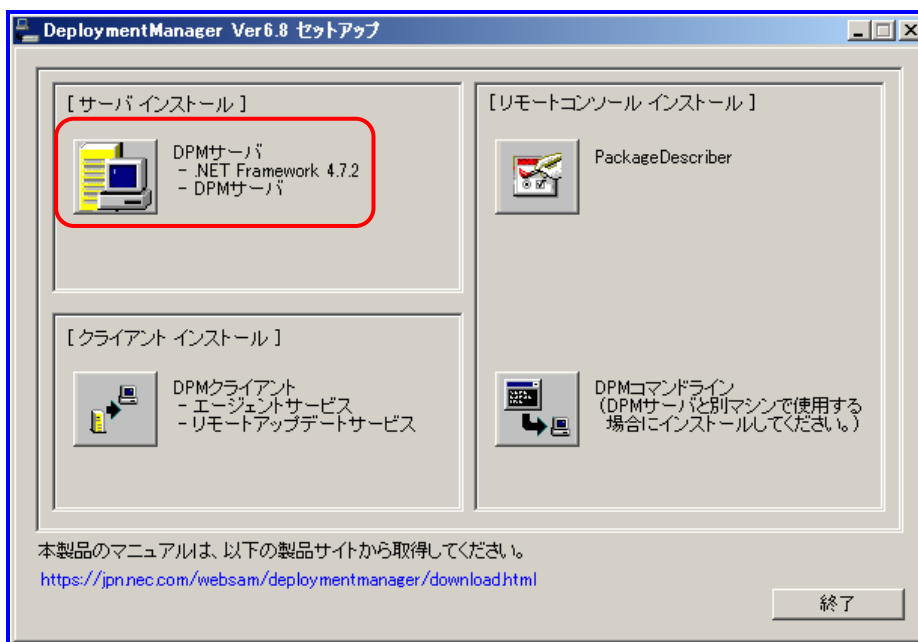 DeploymentManager Ver6.8 セットアップ
[ サーバ インストール ]
DPMサーバ
- .NET Framework 4.7.2
- DPMサーバ
[ リモートコンソール インストール ]
PackageDescriber
[ クライアント インストール ]
DPMクライアント
- エージェントサービス
- リモートアップデートサービス
DPMコマンドライン
(DPMサーバと別マシンで使用する
場合にインストールしてください。)
本製品のマニュアルは、以下の製品サイトから取得してください。
https://jpn.nec.com/websam/deploymentmanager/download.html
終了